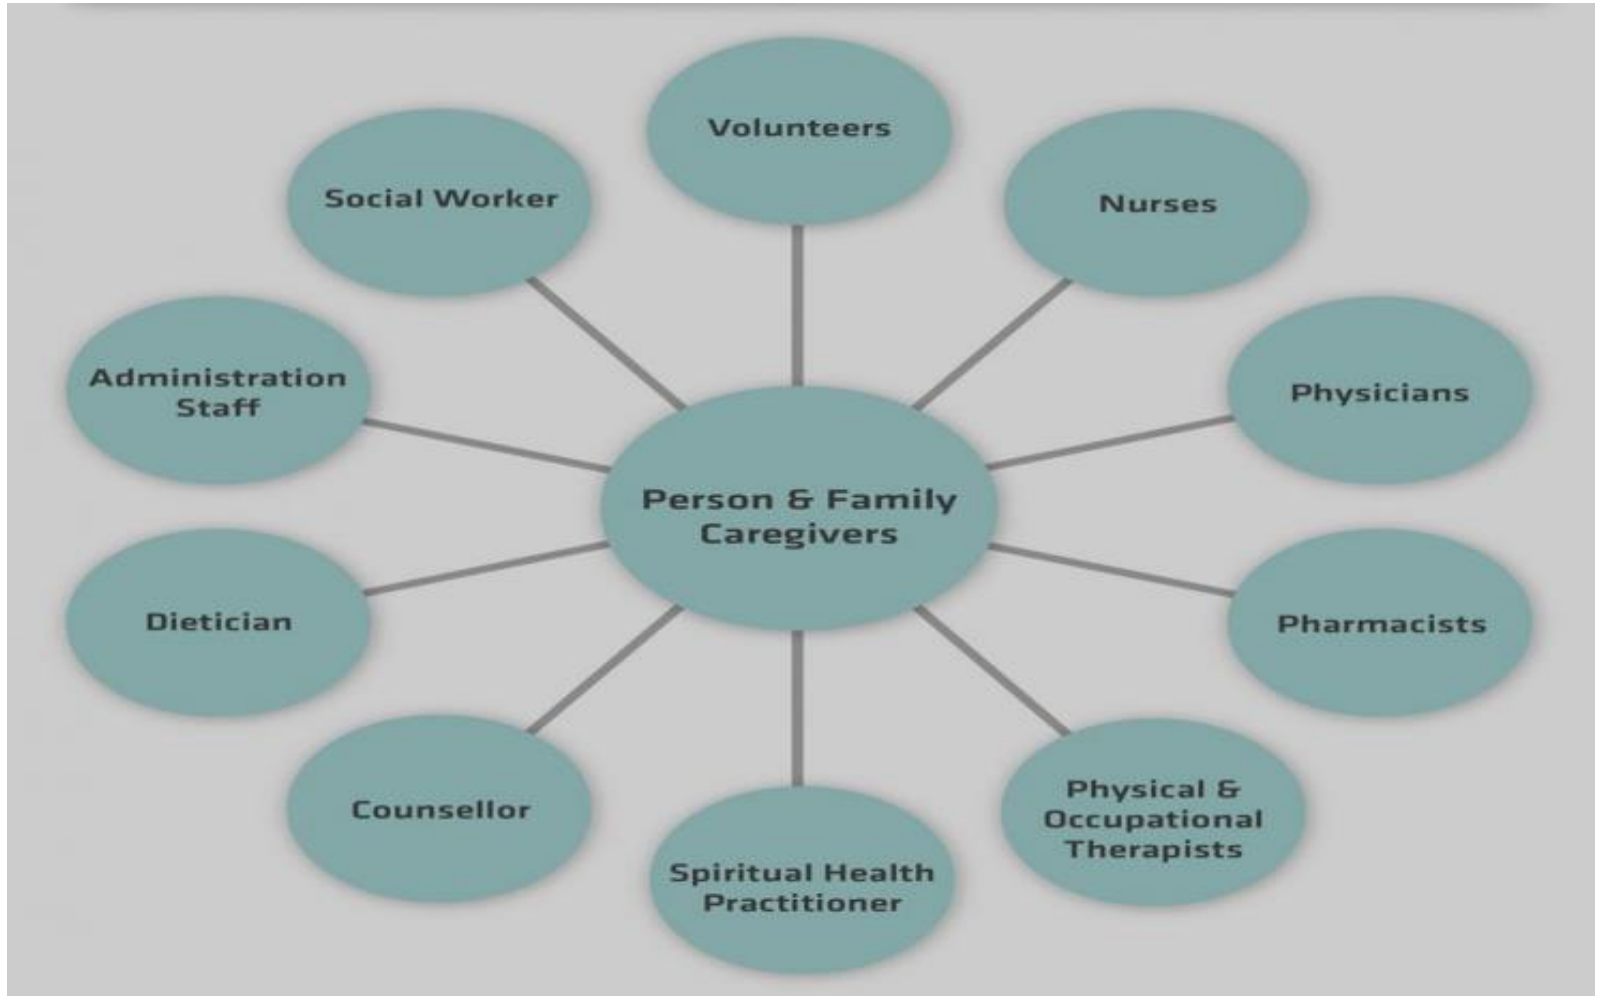 Volunteers
Social Worker
Nurses
Administration
Staff
Physicians
Person & Family
Caregivers
Dietician
Pharmacists
Counsellor
Physical &
Occupational
Therapists
Spiritual Health
Practitioner